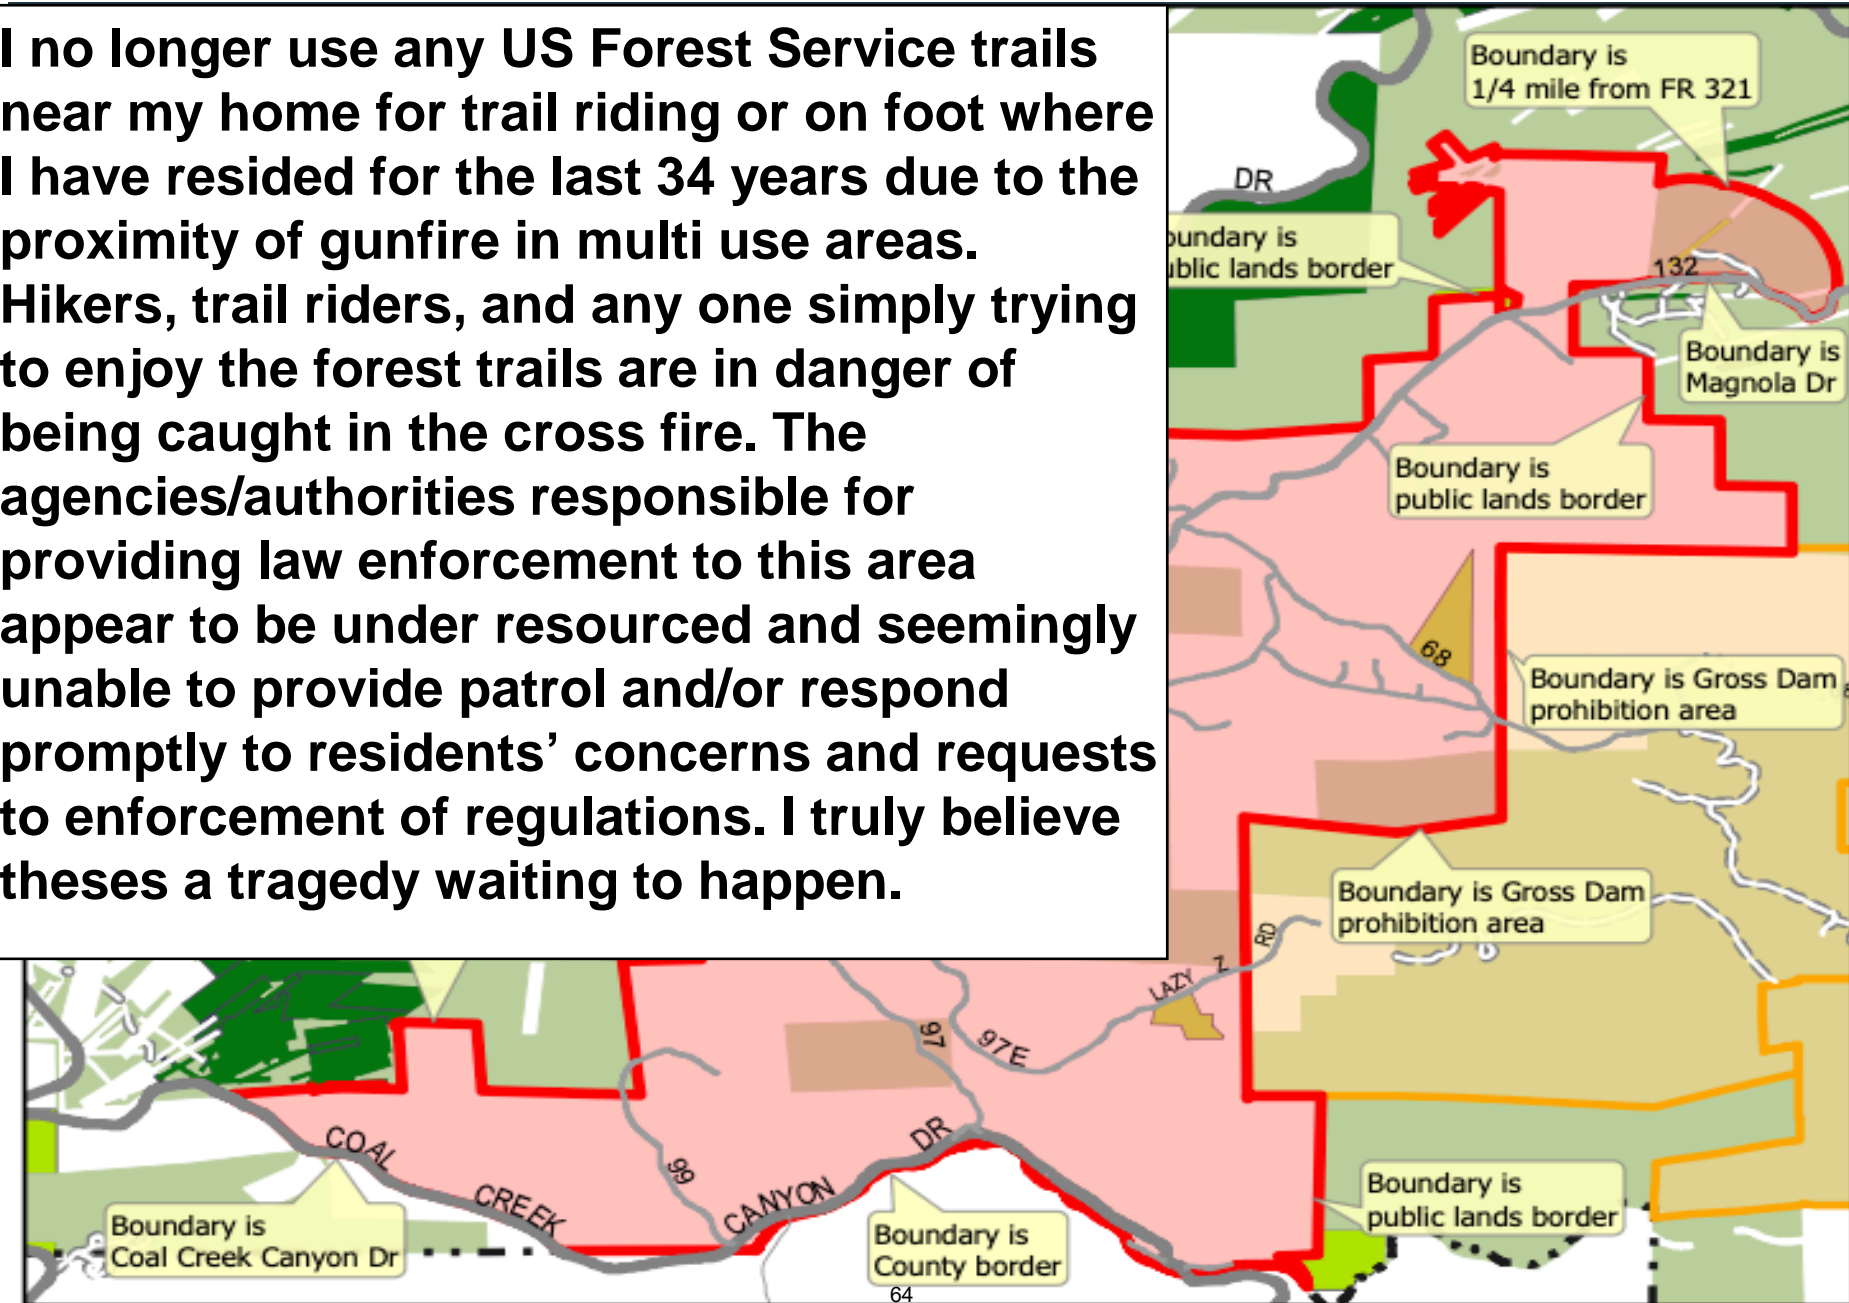 I no longer use any US Forest Service trails
near my home for trail riding or on foot where
I have resided for the last 34 years due to the
proximity of gunfire in multi use areas.
Hikers, trail riders, and any one simply trying
to enjoy the forest trails are in danger of
being caught in the cross fire. The
agencies/authorities responsible for
providing law enforcement to this area
appear to be under resourced and seemingly
unable to provide patrol and/or respond
promptly to residents’ concerns and requests
to enforcement of regulations. I truly believe
theses a tragedy waiting to happen.
Boundary is
1/4 mile from FR 321
DR
oundary is
ublic lands border
132
Boundary is
Magnola Dr
Boundary is
public lands border
68
Boundary is Gross Dam
prohibition area
Boundary is Gross Dam
prohibition area
LAZY Z RD
97
97E
99
COAL CREEK CANYON DR
Boundary is
Coal Creek Canyon Dr
Boundary is
County border
Boundary is
public lands border
64